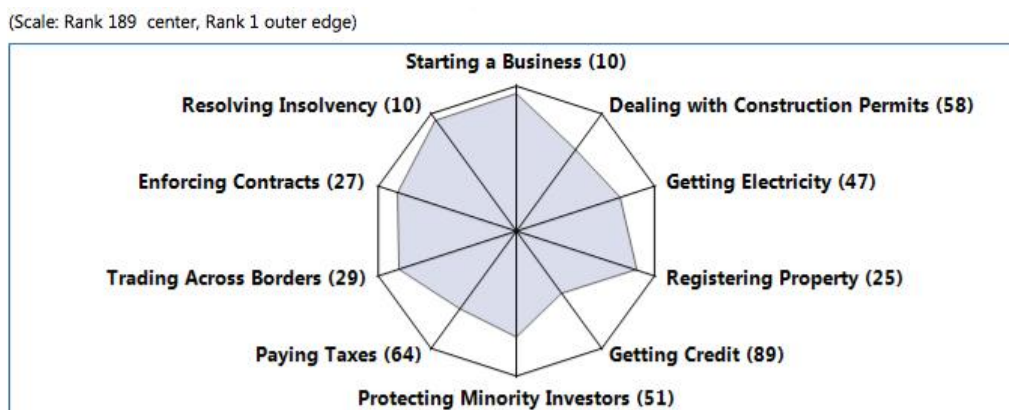 (Scale: Rank 189 center, Rank 1 outer edge)
Starting a Business (10)
Resolving Insolvency (10)
Dealing with Construction Permits (58)
Enforcing Contracts (27)
Getting Electricity (47)
Trading Across Borders (29)
Registering Property (25)
Paying Taxes (64)
Getting Credit (89)
Protecting Minority Investors (51)